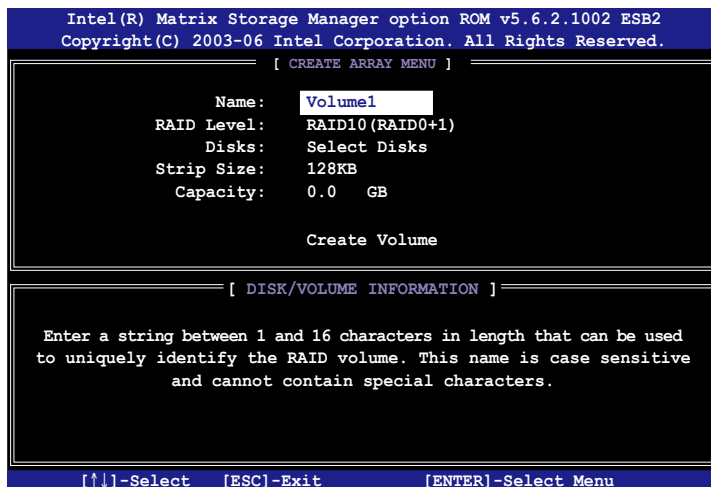 Intel(R) Matrix Storage Manager option ROM v5.6.2.1002 ESB2
Copyright(C) 2003-06 Intel Corporation. All Rights Reserved.
[ CREATE ARRAY MENU ]
Name: Volume1
RAID Level: RAID10(RAID0+1)
Disks: Select Disks
Strip Size: 128KB
Capacity: 0.0 GB
Create Volume
[ DISK/VOLUME INFORMATION ]
Enter a string between 1 and 16 characters in length that can be used
to uniquely identify the RAID volume. This name is case sensitive
and cannot contain special characters.
[↑↓]-Select [ESC]-Exit [ENTER]-Select Menu